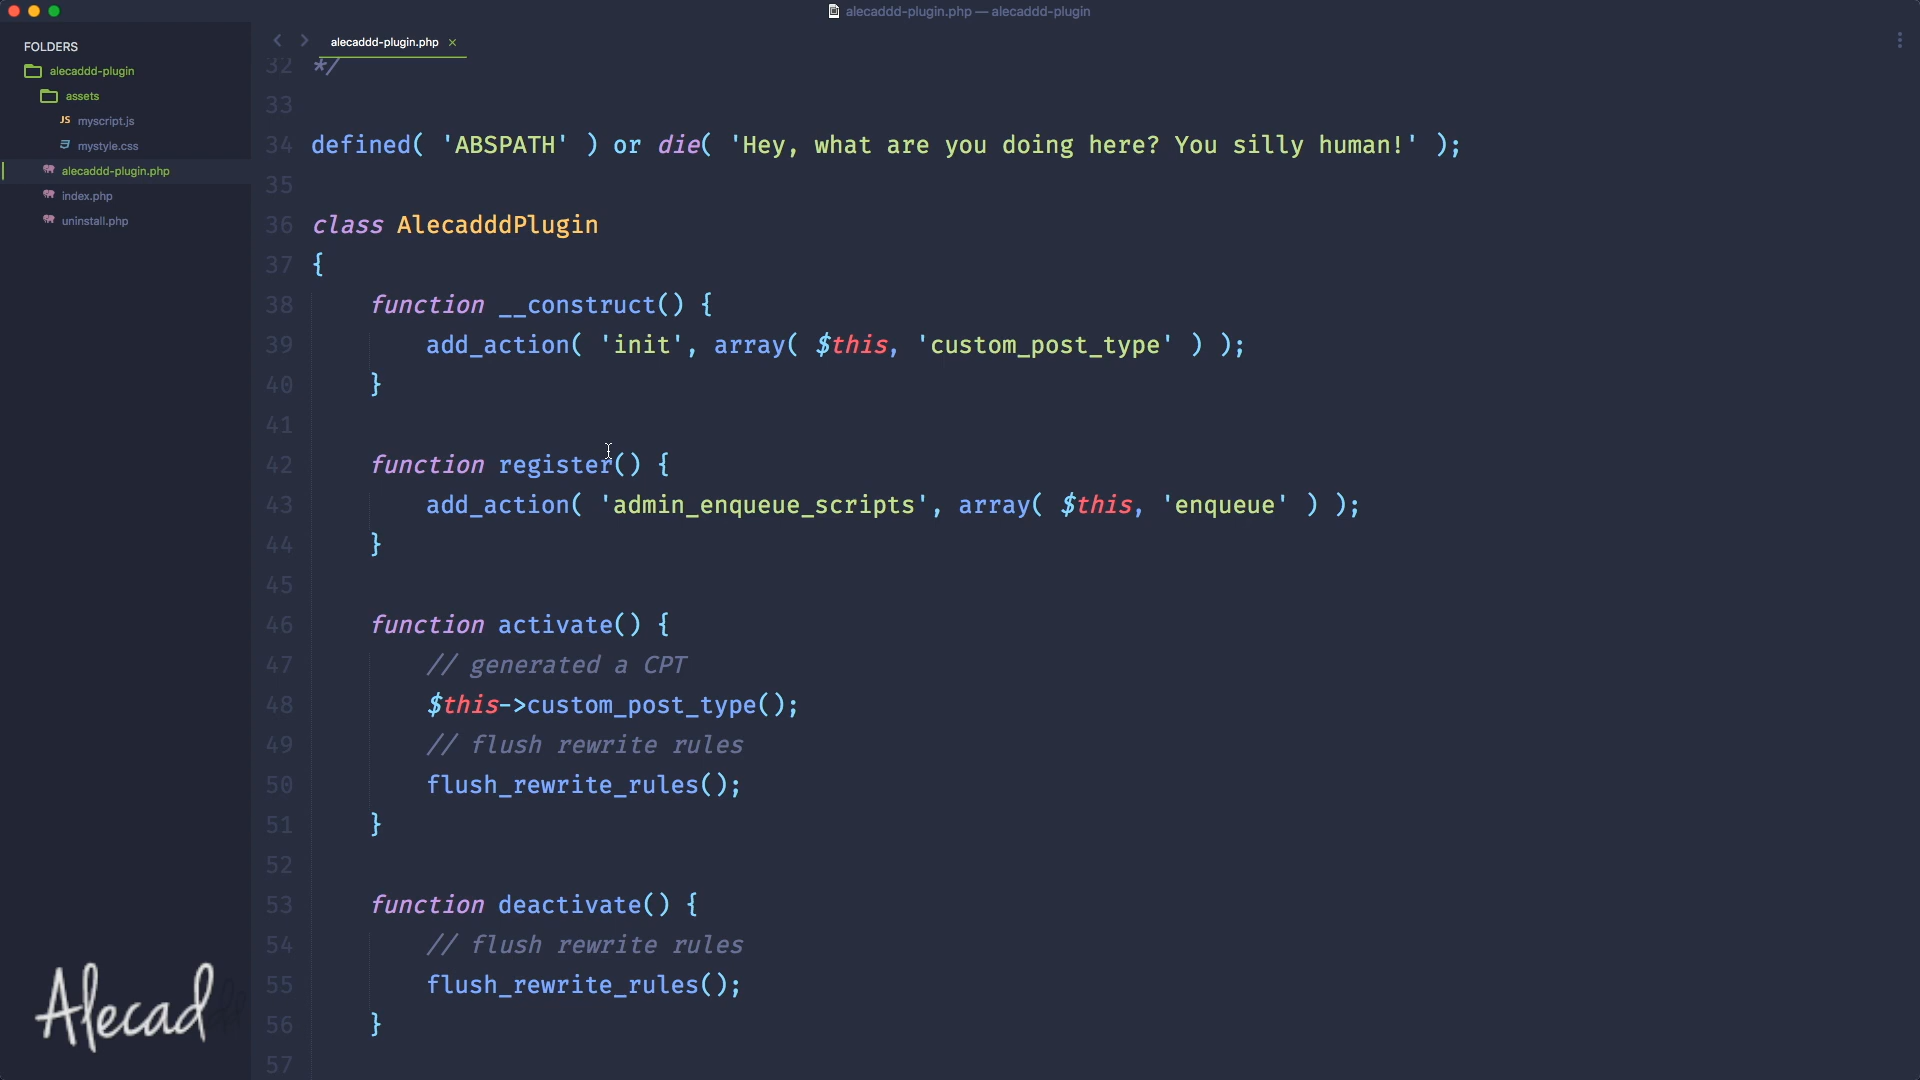 alecaddd-plugin.php — alecaddd-plugin
FOLDERS
alecaddd-plugin
assets
JS myscript.js
mystyle.css
alecaddd-plugin.php
index.php
uninstall.php
alecaddd-plugin.php ×
32 */
33
34 defined( 'ABSPATH' ) or die( 'Hey, what are you doing here? You silly human!' );
35
36 class AlecadddPlugin
37 {
38 function __construct() {
39 add_action( 'init', array( $this, 'custom_post_type' ) );
40 }
41
42 function register() {
43 add_action( 'admin_enqueue_scripts', array( $this, 'enqueue' ) );
44 }
45
46 function activate() {
47 // generated a CPT
48 $this->custom_post_type();
49 // flush rewrite rules
50 flush_rewrite_rules();
51 }
52
53 function deactivate() {
54 // flush rewrite rules
55 flush_rewrite_rules();
56 }
57
Alecad